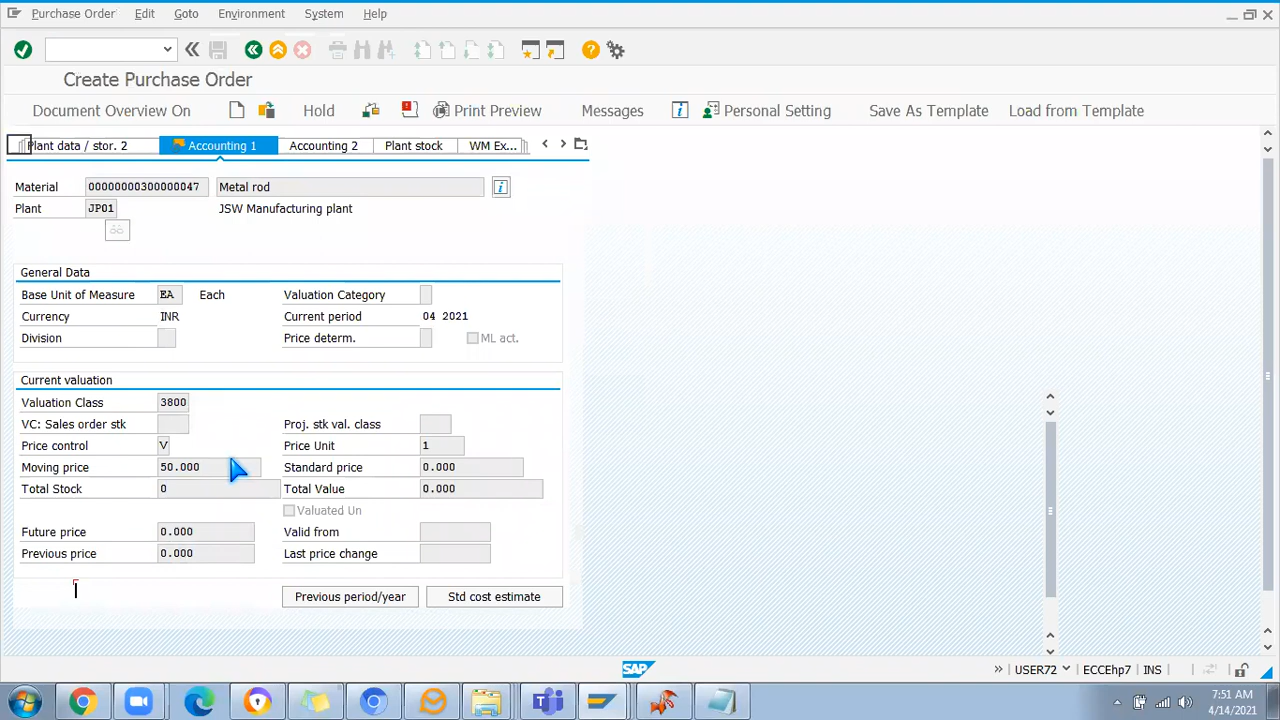 Purchase Order Edit Goto Environment System Help
Create Purchase Order
Document Overview On Hold Print Preview Messages Personal Setting Save As Template Load from Template
Plant data / stor. 2 Accounting 1 Accounting 2 Plant stock WM Ex...
Material 00000000300000047 Metal rod
Plant JP01 JSW Manufacturing plant
General Data
Base Unit of Measure EA Each Valuation Category
Currency INR Current period 04 2021
Division Price determ. ML act.
Current valuation
Valuation Class 3800
VC: Sales order stk Proj. stk val. class
Price control V Price Unit 1
Moving price 50.000 Standard price 0.000
Total Stock 0 Total Value 0.000
Valuated Un
Future price 0.000 Valid from
Previous price 0.000 Last price change
Previous period/year Std cost estimate
SAP USER72 ECCEhp7 INS
7:51 AM
4/14/2021